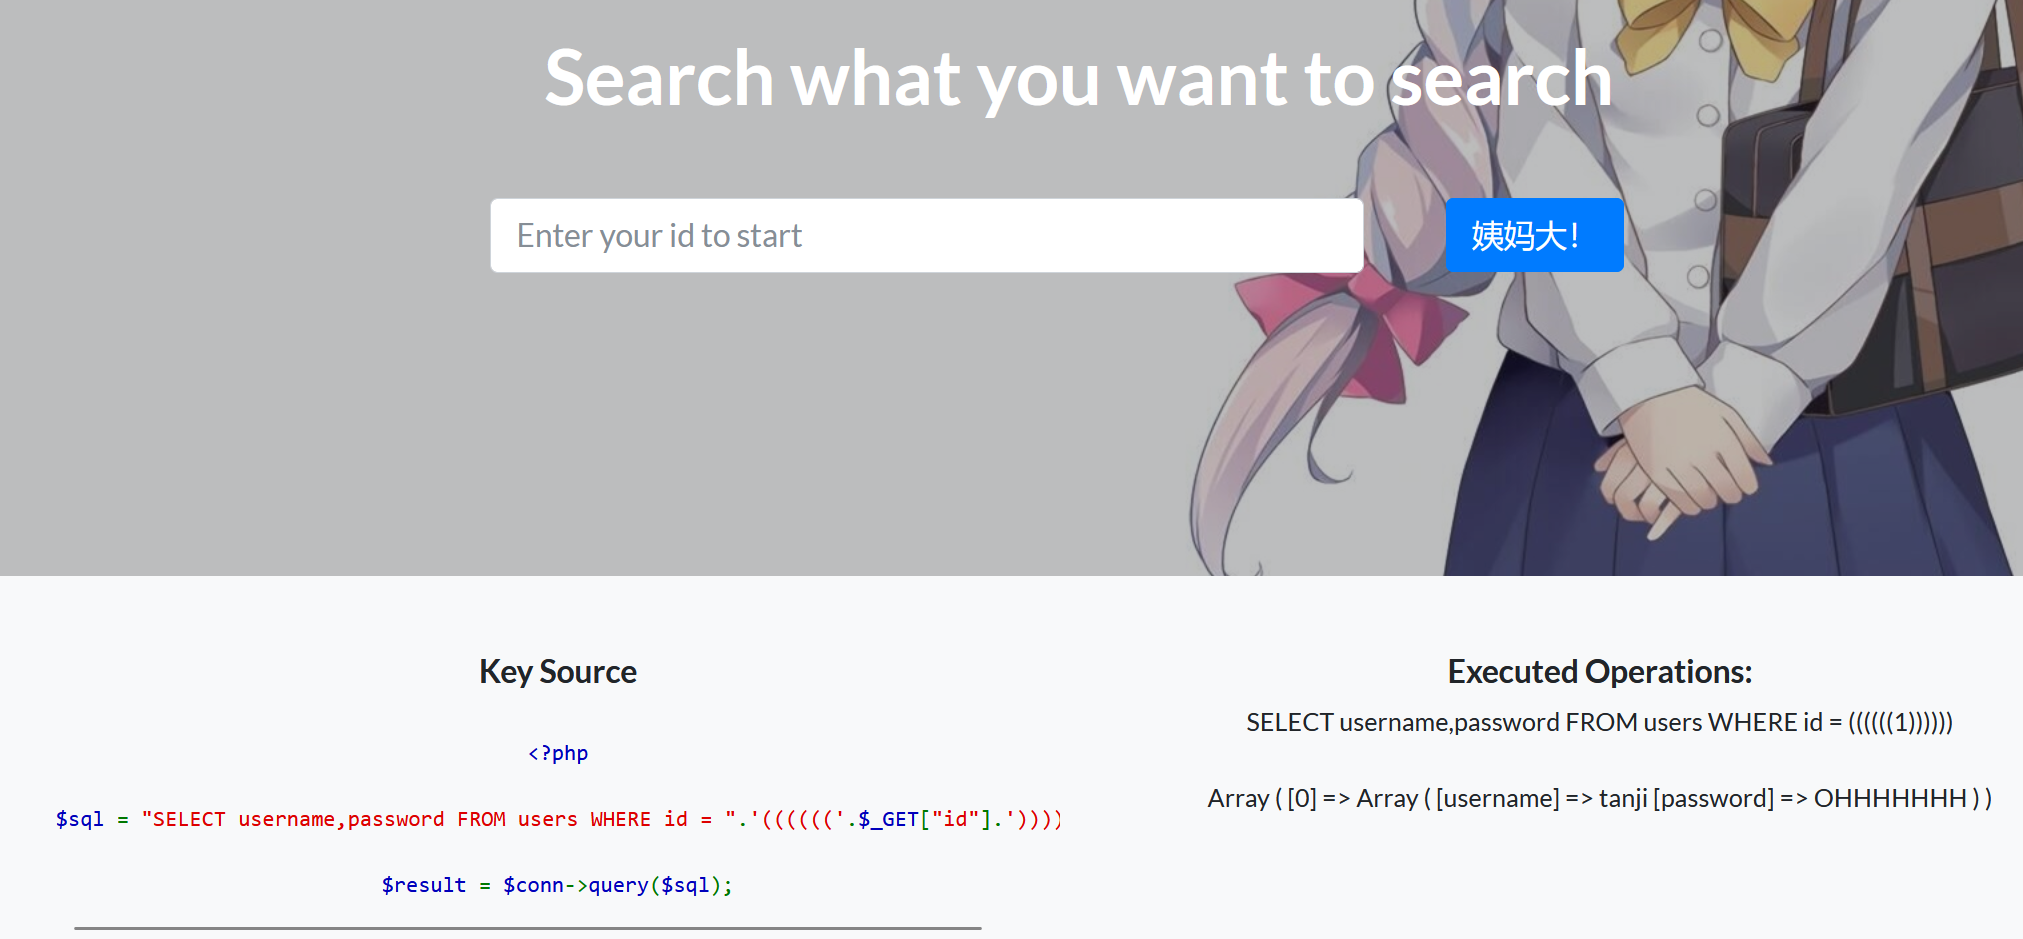 Search what you want to search
Enter your id to start
姨妈大！
Key Source
<?php
$sql = "SELECT username,password FROM users WHERE id = ".'(((((('.$_GET["id"].'))))
$result = $conn->query($sql);
Executed Operations:
SELECT username,password FROM users WHERE id = ((((((1))))))
Array ( [0] => Array ( [username] => tanji [password] => OHHHHHHH ) )